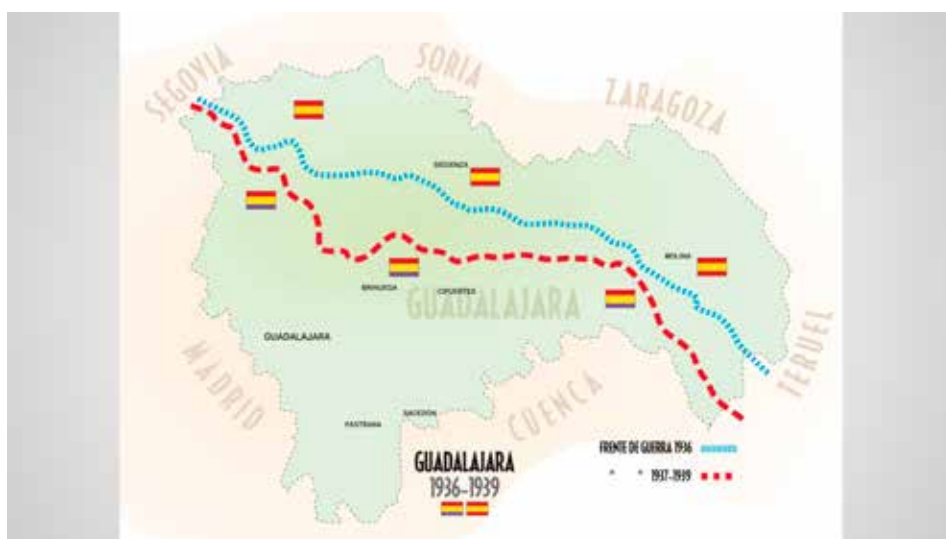 SEGOVIA
SORIA
ZARAGOZA
SIGÜENZA
MOLINA
BRIHUEGA
CIFUENTES
GUADALAJARA
GUADALAJARA
TERUEL
MADRID
CUENCA
SACEDÓN
PASTRANA
FRENTE DE GUERRA 1936
" " 1937-1939
GUADALAJARA
1936-1939